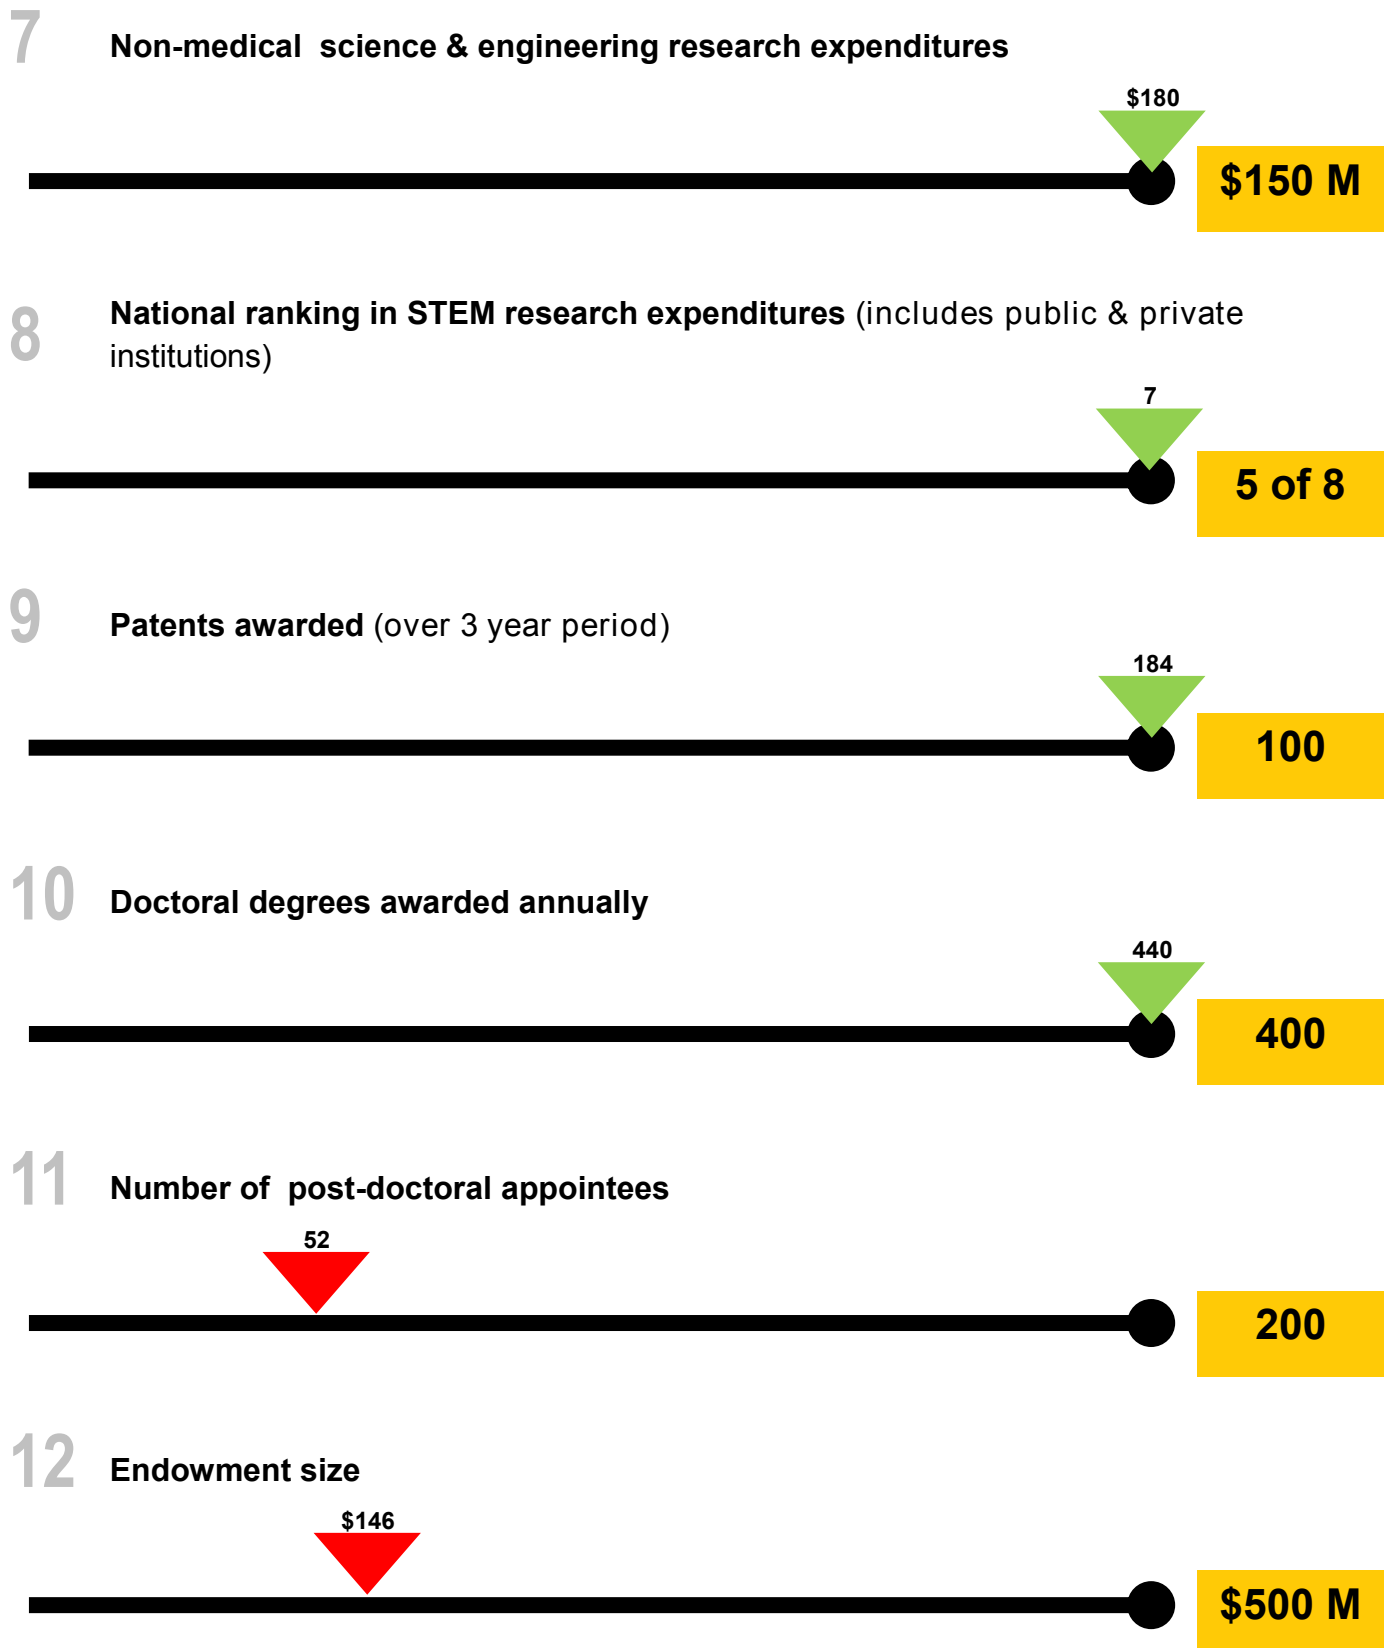 7
Non-medical science & engineering research expenditures
$180
$150 M
8
National ranking in STEM research expenditures (includes public & private
institutions)
7
5 of 8
9
Patents awarded (over 3 year period)
184
100
10
Doctoral degrees awarded annually
440
400
11
Number of post-doctoral appointees
52
200
12
Endowment size
$146
$500 M